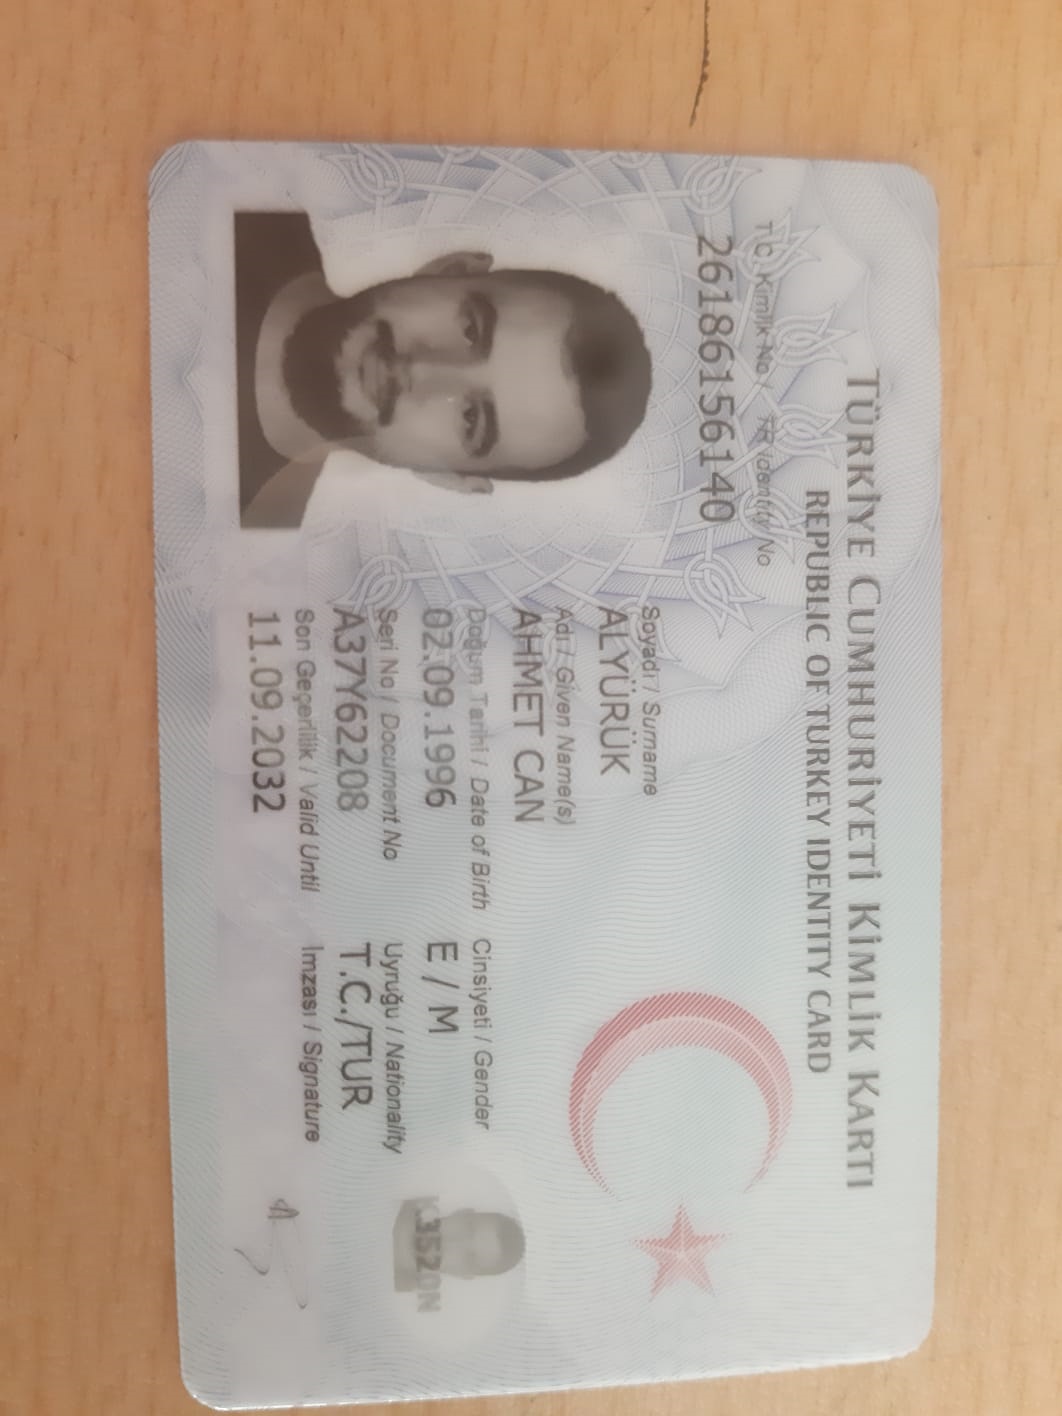 TÜRKİYE CUMHURİYETİ KİMLİK KARTI
REPUBLIC OF TURKEY IDENTITY CARD
T.C. Kimlik No / TR Identity No
26186156140
Soyadı / Surname
ALYÜRÜK
Adı / Given Name(s)
AHMET CAN
Doğum Tarihi / Date of Birth
02.09.1996
Cinsiyeti / Gender
E / M
Seri No / Document No
A37Y62208
Uyruğu / Nationality
T.C./TUR
Son Geçerlilik / Valid Until
11.09.2032
İmzası / Signature